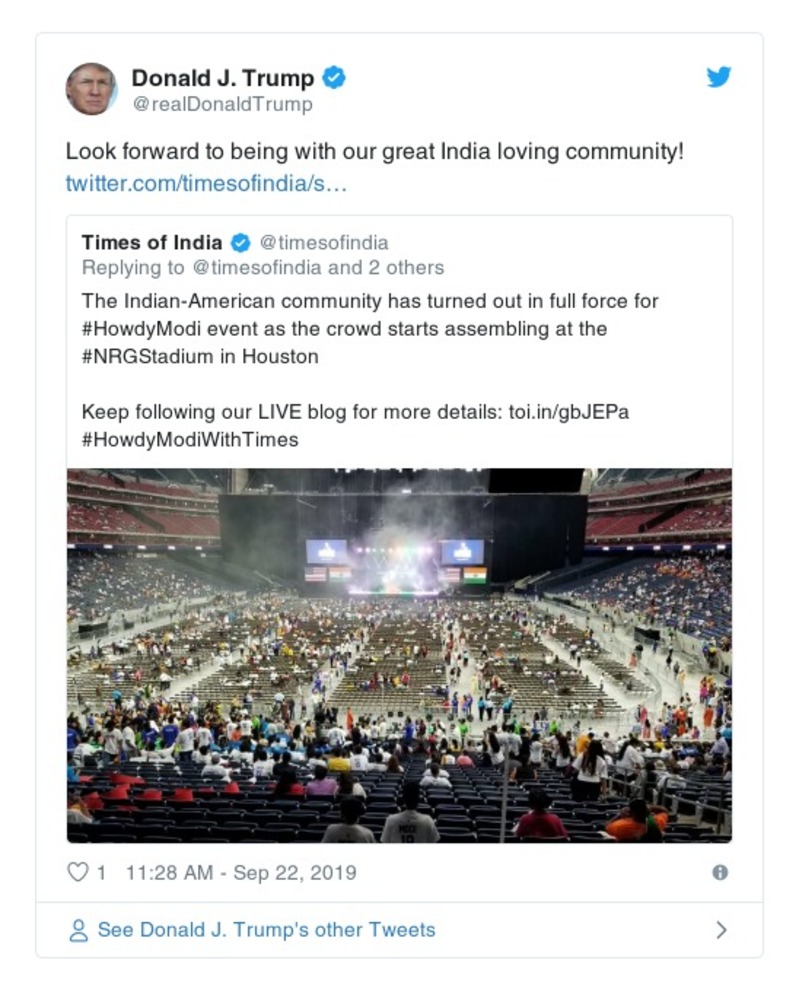 Donald J. Trump
@realDonaldTrump
Look forward to being with our great India loving community!
twitter.com/timesofindia/s…
Times of India @timesofindia
Replying to @timesofindia and 2 others
The Indian-American community has turned out in full force for
#HowdyModi event as the crowd starts assembling at the
#NRGStadium in Houston
Keep following our LIVE blog for more details: toi.in/gbJEPa
#HowdyModiWithTimes
1 11:28 AM - Sep 22, 2019
See Donald J. Trump's other Tweets